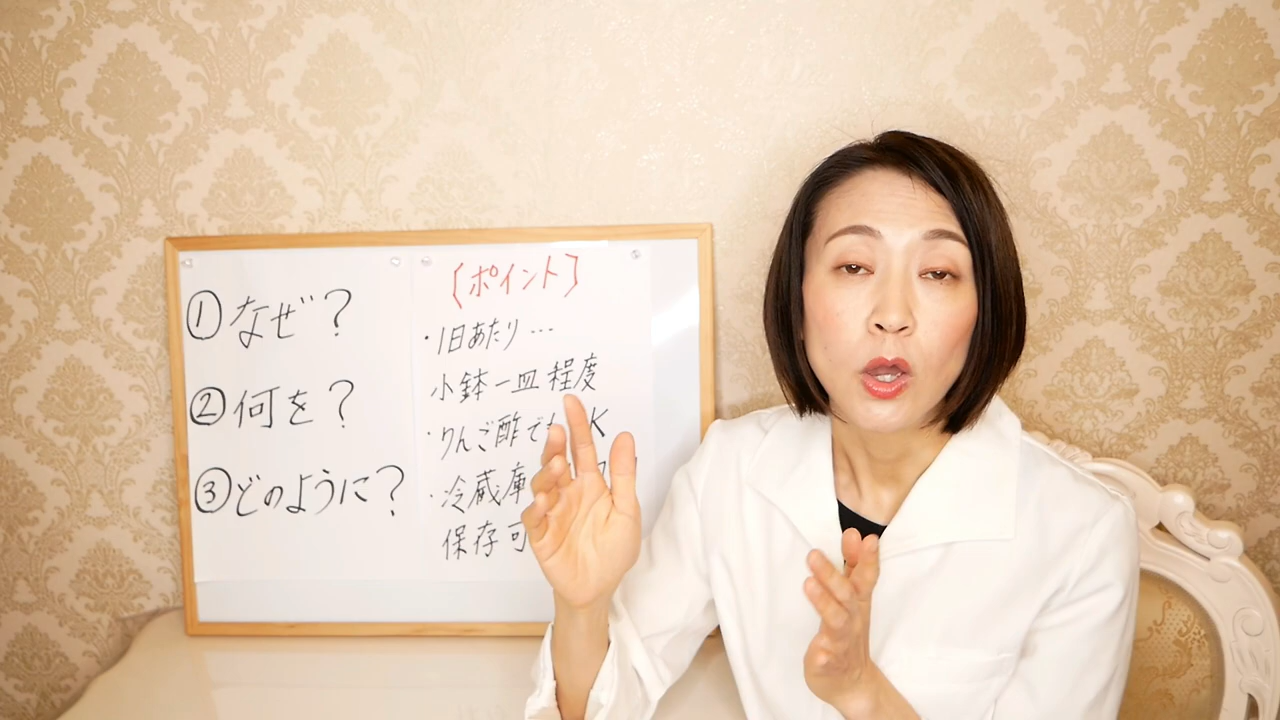 ①なぜ？
②何を？
③どのように？
〔ポイント〕
・1日あたり…
小鉢一皿程度
・りんご酢で
・冷蔵庫
保存可